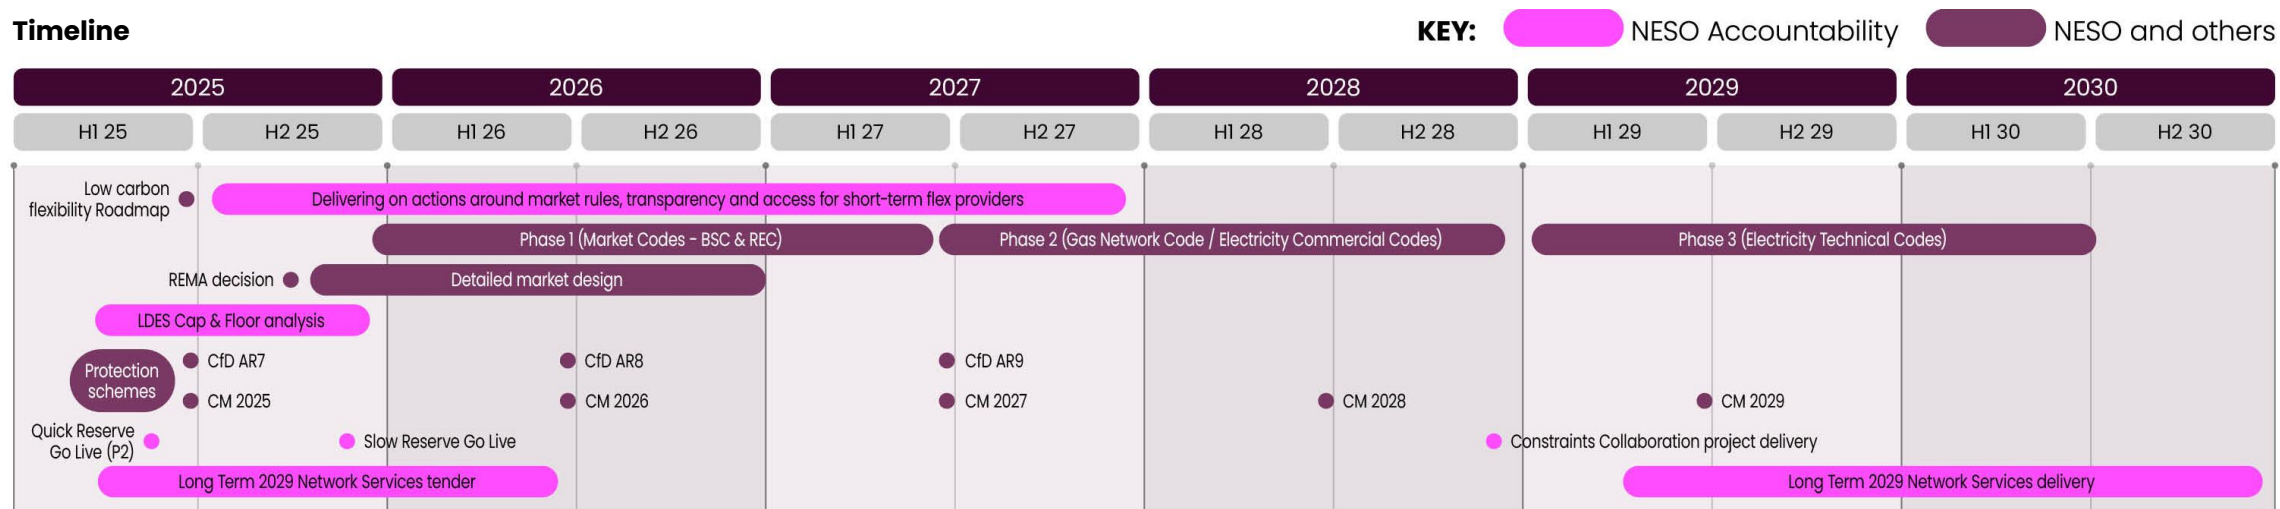 Timeline
KEY: NESO Accountability NESO and others
2025 2026 2027 2028 2029 2030
H1 25 H2 25 H1 26 H2 26 H1 27 H2 27 H1 28 H2 28 H1 29 H2 29 H1 30 H2 30
Low carbon
flexibility Roadmap
Delivering on actions around market rules, transparency and access for short-term flex providers
Phase 1 (Market Codes - BSC & REC) Phase 2 (Gas Network Code / Electricity Commercial Codes) Phase 3 (Electricity Technical Codes)
REMA decision Detailed market design
LDES Cap & Floor analysis
Protection
schemes
CfD AR7 CfD AR8 CfD AR9
CM 2025 CM 2026 CM 2027 CM 2028 CM 2029
Quick Reserve
Go Live (P2)
Slow Reserve Go Live Constraints Collaboration project delivery
Long Term 2029 Network Services tender Long Term 2029 Network Services delivery